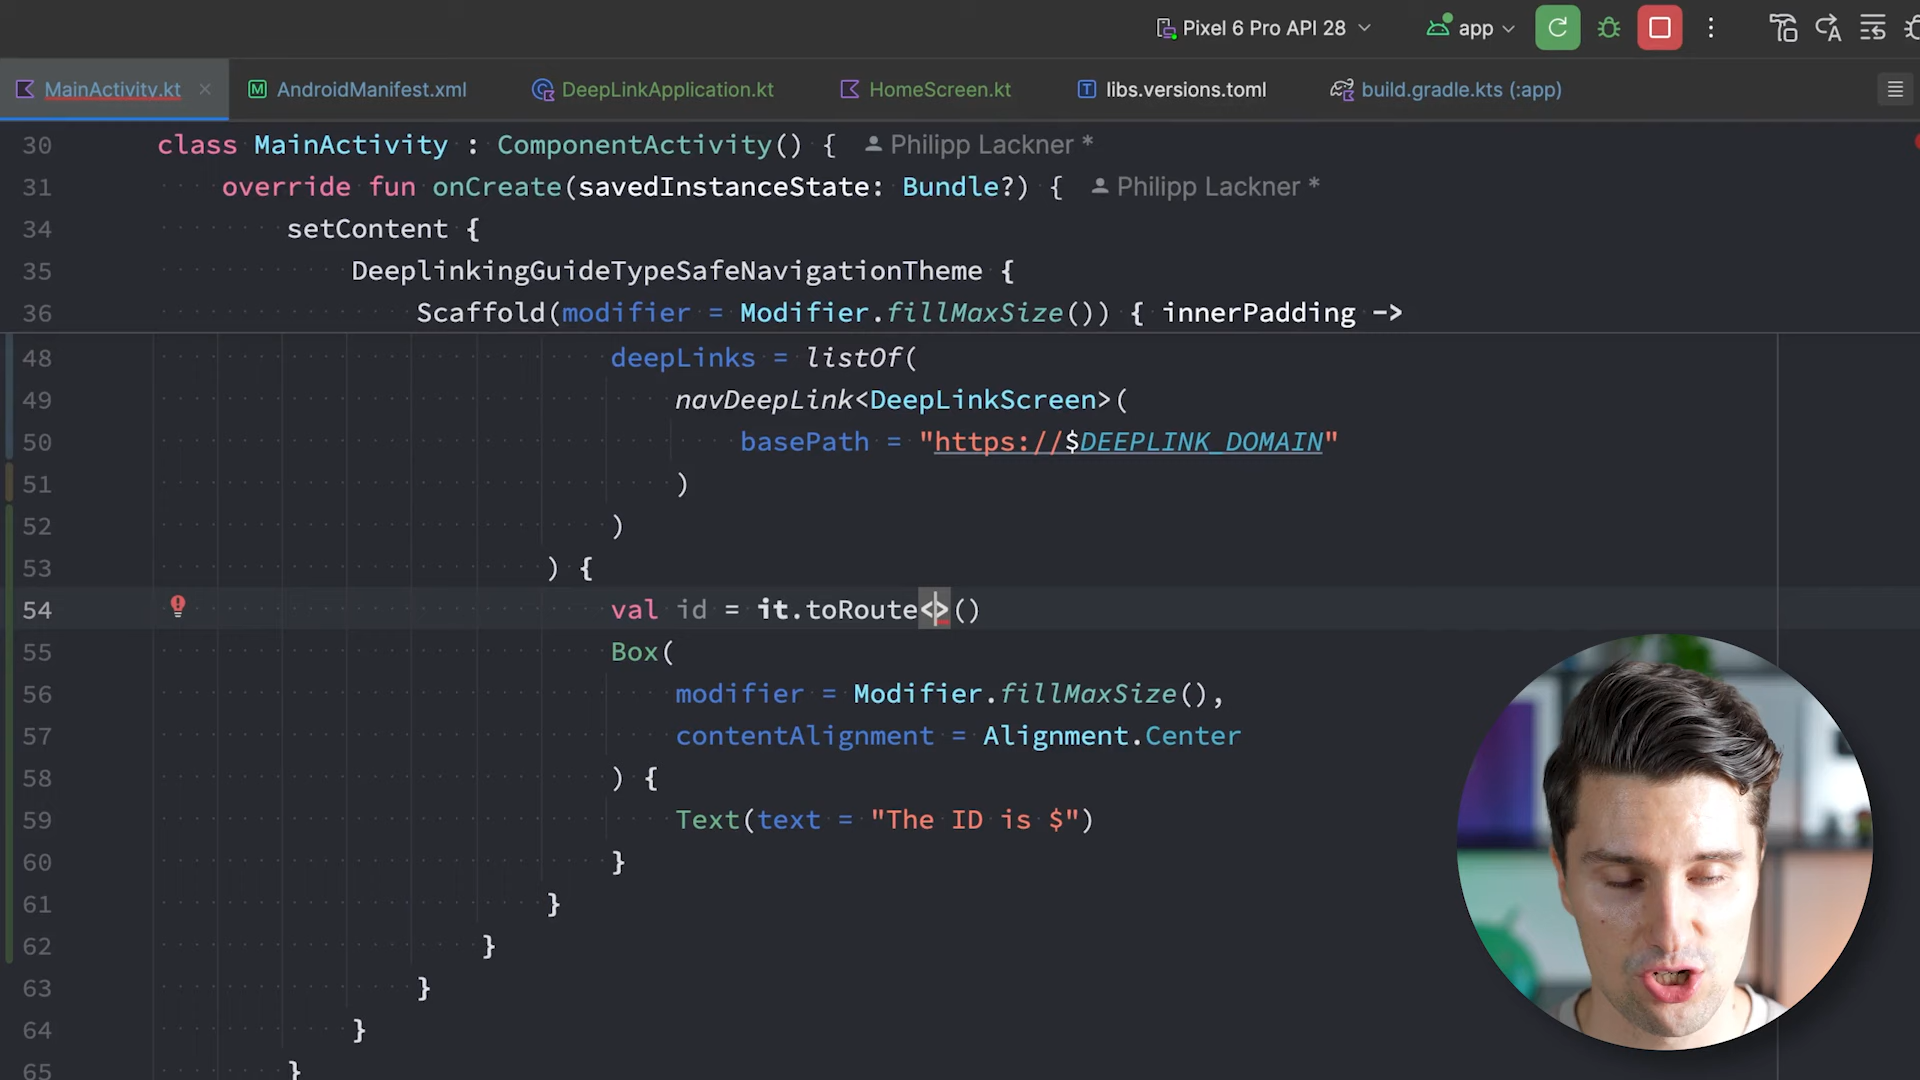 Pixel 6 Pro API 28 app
MainActivity.kt AndroidManifest.xml DeepLinkApplication.kt HomeScreen.kt libs.versions.toml build.gradle.kts (:app)
30 class MainActivity : ComponentActivity() { Philipp Lackner *
31 override fun onCreate(savedInstanceState: Bundle?) { Philipp Lackner *
34 setContent {
35 DeeplinkingGuideTypeSafeNavigationTheme {
36 Scaffold(modifier = Modifier.fillMaxSize()) { innerPadding ->
48 deepLinks = listOf(
49 navDeepLink<DeepLinkScreen>(
50 basePath = "https://$DEEPLINK_DOMAIN"
51 )
52 )
53 ) {
54 val id = it.toRoute<>()
55 Box(
56 modifier = Modifier.fillMaxSize(),
57 contentAlignment = Alignment.Center
58 ) {
59 Text(text = "The ID is $")
60 }
61 }
62 }
63 }
64 }
65 }